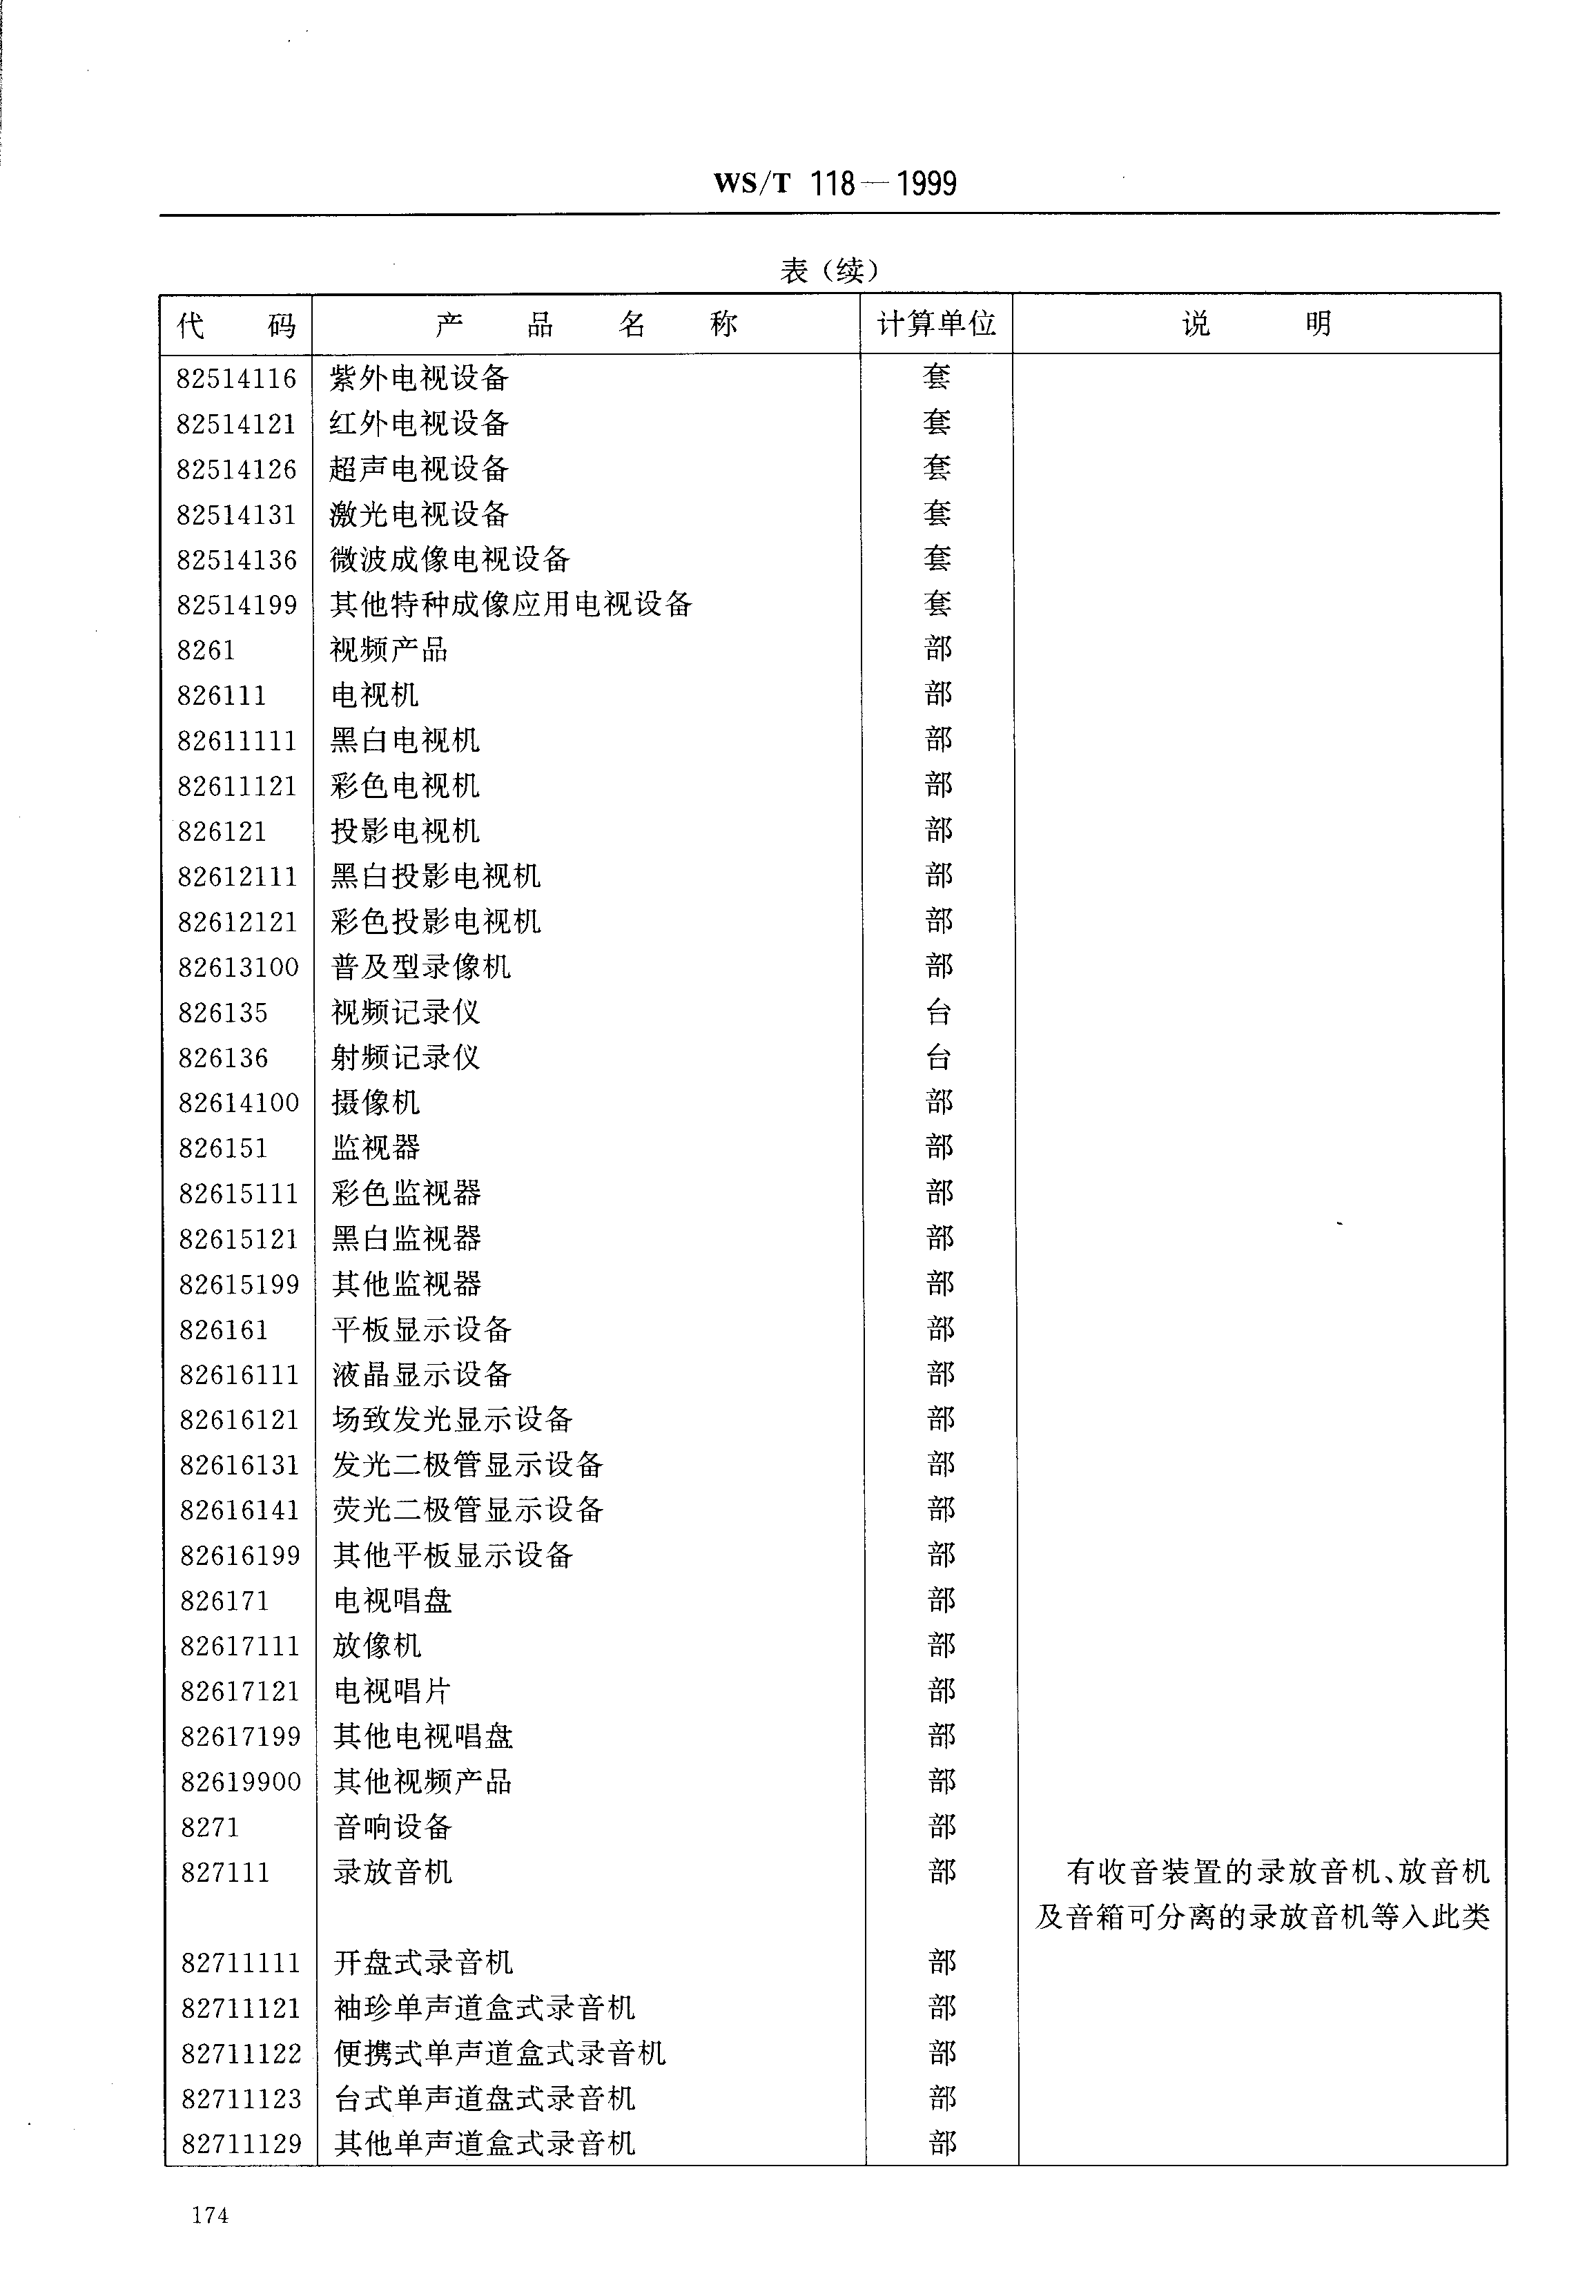 WS/T 118—1999
表(续)
代 码 产 品 名 称 计算单位 说 明
82514116 紫外电视设备 套
82514121 红外电视设备 套
82514126 超声电视设备 套
82514131 激光电视设备 套
82514136 微波成像电视设备 套
82514199 其他特种成像应用电视设备 套
8261 视频产品 部
826111 电视机 部
82611111 黑白电视机 部
82611121 彩色电视机 部
826121 投影电视机 部
82612111 黑白投影电视机 部
82612121 彩色投影电视机 部
82613100 普及型录像机 部
826135 视频记录仪 台
826136 射频记录仪 台
82614100 摄像机 部
826151 监视器 部
82615111 彩色监视器 部
82615121 黑白监视器 部
82615199 其他监视器 部
826161 平板显示设备 部
82616111 液晶显示设备 部
82616121 场致发光显示设备 部
82616131 发光二极管显示设备 部
82616141 荧光二极管显示设备 部
82616199 其他平板显示设备 部
826171 电视唱盘 部
82617111 放像机 部
82617121 电视唱片 部
82617199 其他电视唱盘 部
82619900 其他视频产品 部
8271 音响设备 部
827111 录放音机 部 有收音装置的录放音机、放音机
及音箱可分离的录放音机等入此类
82711111 开盘式录音机 部
82711121 袖珍单声道盒式录音机 部
82711122 便携式单声道盒式录音机 部
82711123 台式单声道盘式录音机 部
82711129 其他单声道盒式录音机 部
174